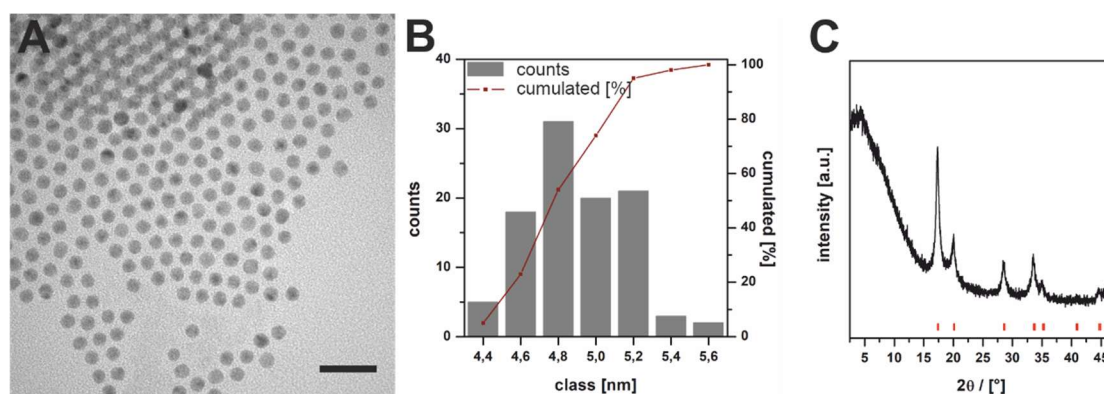 A
B
C
40
30
20
10
0
counts
counts
cumulated [%]
100
80
60
40
20
0
cumulated [%]
4,4 4,6 4,8 5,0 5,2 5,4 5,6
class [nm]
intensity [a.u.]
5 10 15 20 25 30 35 40 45
2θ / [°]